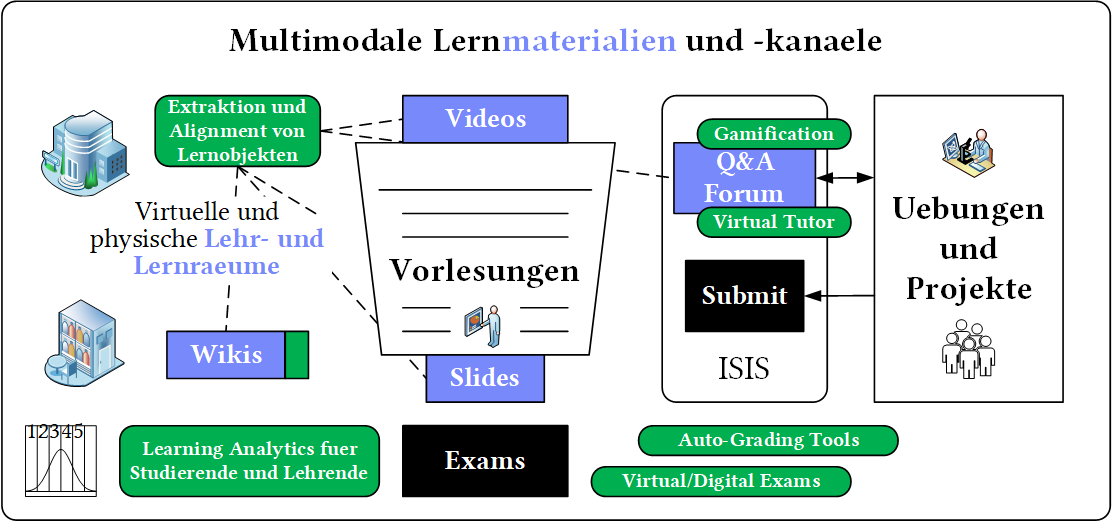 Multimodale Lernmaterialien und -kanaele
Extraktion und
Alignment von
Lernobjekten
Videos
Gamification
Q&A
Forum
Virtual Tutor
Virtuelle und
physische Lehr- und
Lernraeume
Vorlesungen
Uebungen
und
Projekte
Submit
Wikis
Slides
ISIS
12345
Learning Analytics fuer
Studierende und Lehrende
Exams
Auto-Grading Tools
Virtual/Digital Exams